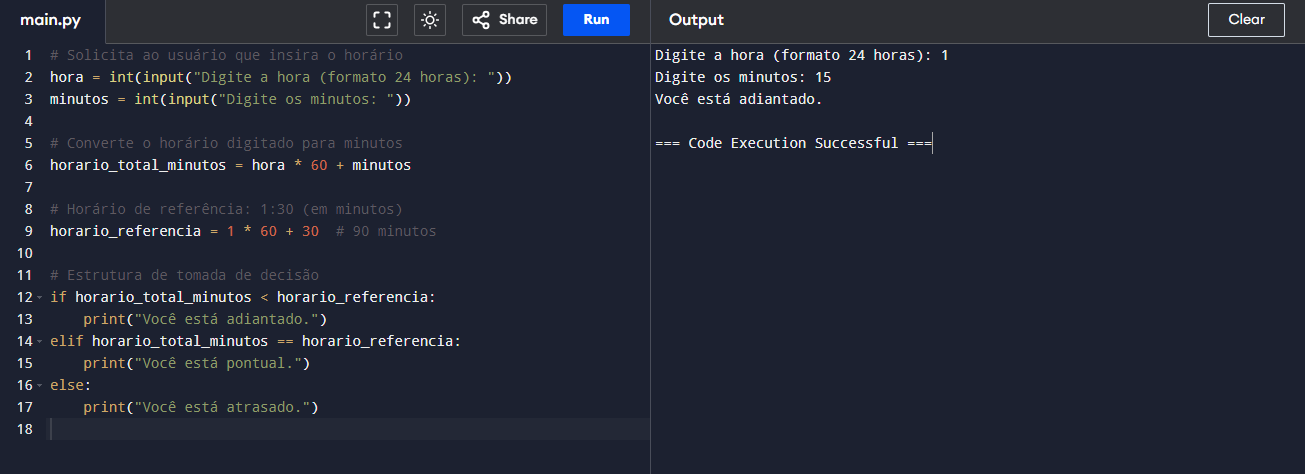 main.py
Share
Run
Output
Clear
1 # Solicita ao usuário que insira o horário
2 hora = int(input("Digite a hora (formato 24 horas): "))
3 minutos = int(input("Digite os minutos: "))
4
5 # Converte o horário digitado para minutos
6 horario_total_minutos = hora * 60 + minutos
7
8 # Horário de referência: 1:30 (em minutos)
9 horario_referencia = 1 * 60 + 30  # 90 minutos
10
11 # Estrutura de tomada de decisão
12 if horario_total_minutos < horario_referencia:
13     print("Você está adiantado.")
14 elif horario_total_minutos == horario_referencia:
15     print("Você está pontual.")
16 else:
17     print("Você está atrasado.")
18
Digite a hora (formato 24 horas): 1
Digite os minutos: 15
Você está adiantado.
=== Code Execution Successful ===